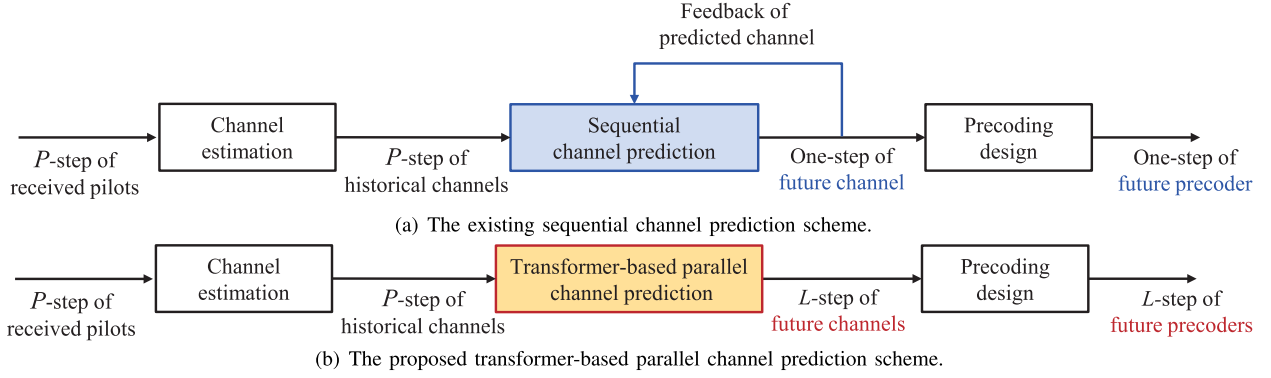 Feedback of
predicted channel
Channel
estimation
Sequential
channel prediction
Precoding
design
P-step of
received pilots
P-step of
historical channels
One-step of
future channel
One-step of
future precoder
(a) The existing sequential channel prediction scheme.
Channel
estimation
Transformer-based parallel
channel prediction
Precoding
design
P-step of
received pilots
P-step of
historical channels
L-step of
future channels
L-step of
future precoders
(b) The proposed transformer-based parallel channel prediction scheme.